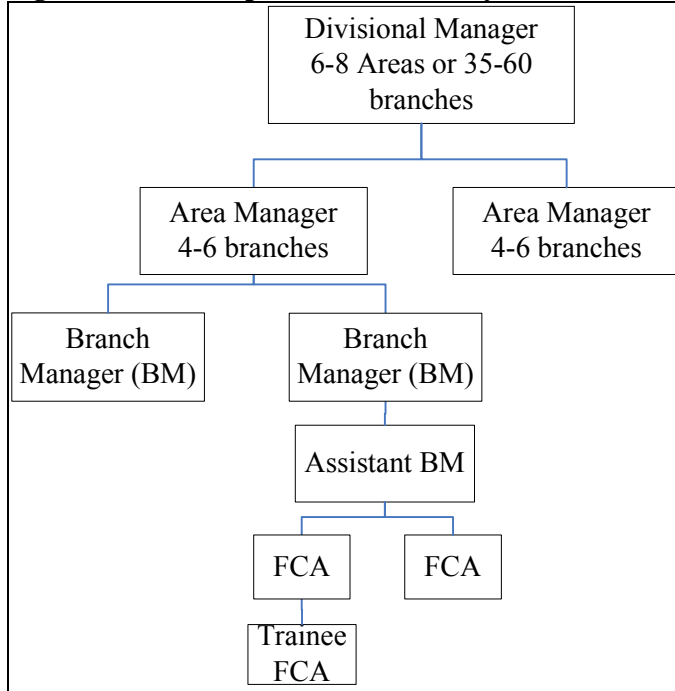 Divisional Manager
6-8 Areas or 35-60
branches
Area Manager
4-6 branches
Area Manager
4-6 branches
Branch
Manager (BM)
Branch
Manager (BM)
Assistant BM
FCA
FCA
Trainee
FCA